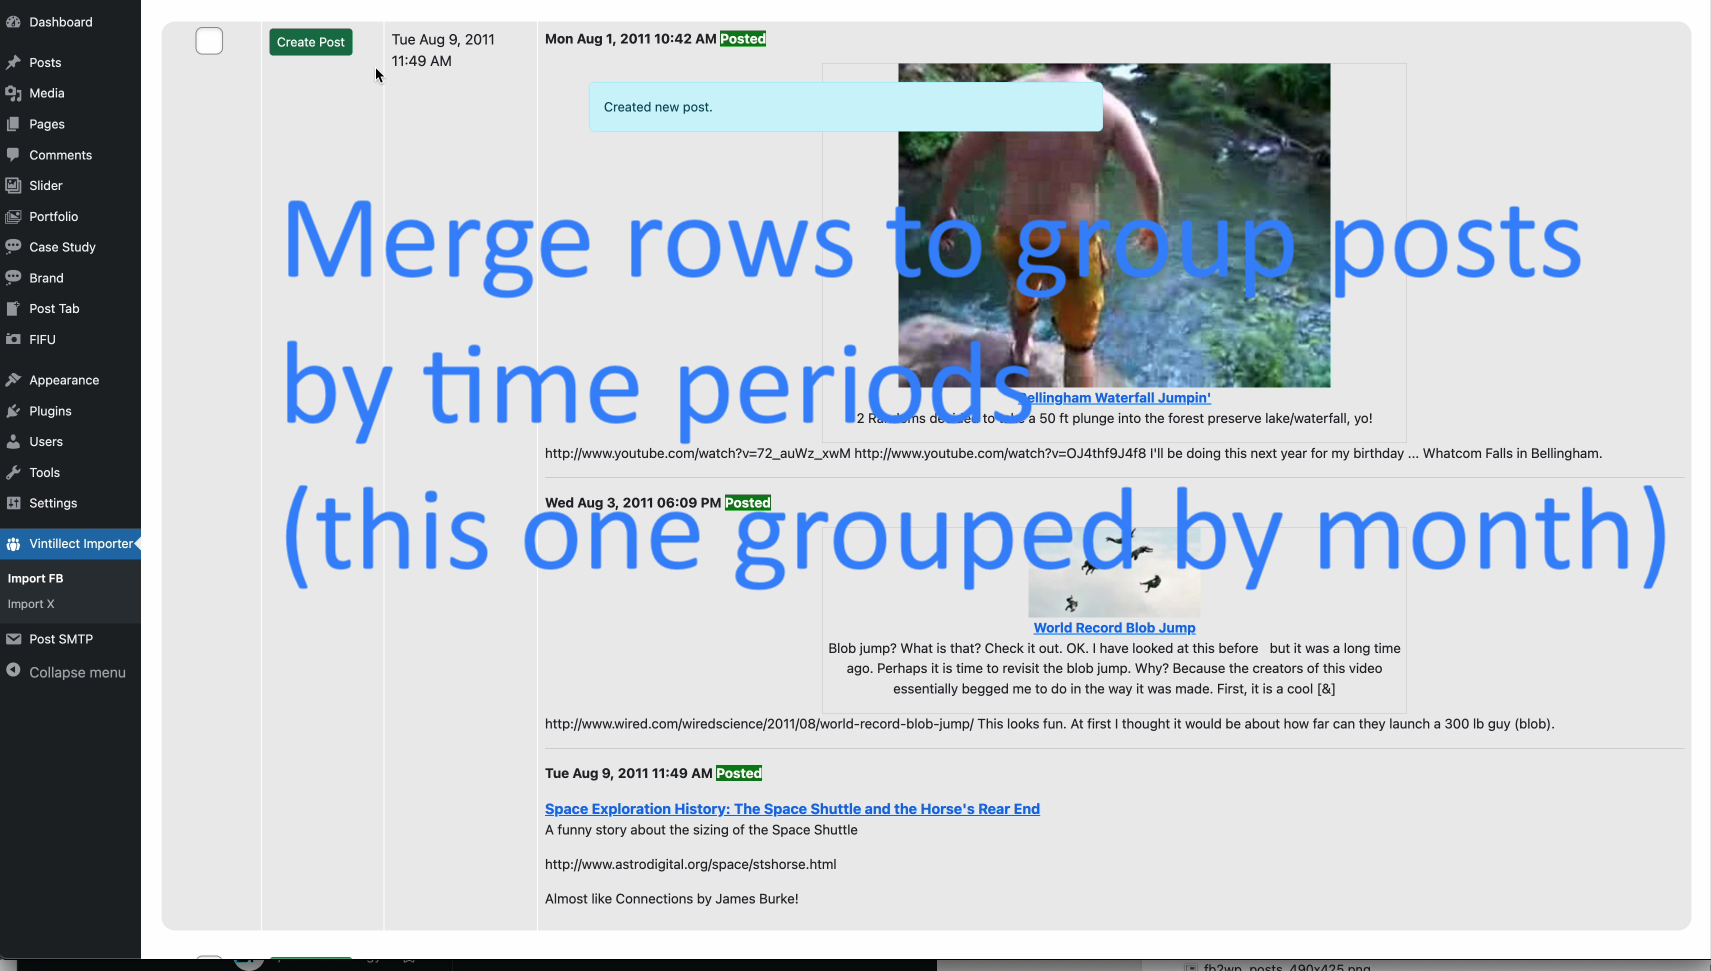 Dashboard
Posts
Media
Pages
Comments
Slider
Portfolio
Case Study
Brand
Post Tab
FIFU
Appearance
Plugins
Users
Tools
Settings
Vintillect Importer
Import FB
Import X
Post SMTP
Collapse menu
Create Post
Tue Aug 9, 2011
11:49 AM
Mon Aug 1, 2011 10:42 AM Posted
Created new post.
Merge rows to group posts
by time periods
(this one grouped by month)
Bellingham Waterfall Jumpin'
2 Randoms decided to take a 50 ft plunge into the forest preserve lake/waterfall, yo!
http://www.youtube.com/watch?v=72_auWz_xwM http://www.youtube.com/watch?v=OJ4thf9J4f8 I'll be doing this next year for my birthday ... Whatcom Falls in Bellingham.
Wed Aug 3, 2011 06:09 PM Posted
World Record Blob Jump
Blob jump? What is that? Check it out. OK. I have looked at this before   but it was a long time
ago. Perhaps it is time to revisit the blob jump. Why? Because the creators of this video
essentially begged me to do in the way it was made. First, it is a cool [&]
http://www.wired.com/wiredscience/2011/08/world-record-blob-jump/ This looks fun. At first I thought it would be about how far can they launch a 300 lb guy (blob).
Tue Aug 9, 2011 11:49 AM Posted
Space Exploration History: The Space Shuttle and the Horse's Rear End
A funny story about the sizing of the Space Shuttle
http://www.astrodigital.org/space/stshorse.html
Almost like Connections by James Burke!
fb2wp_posts_490x425.png